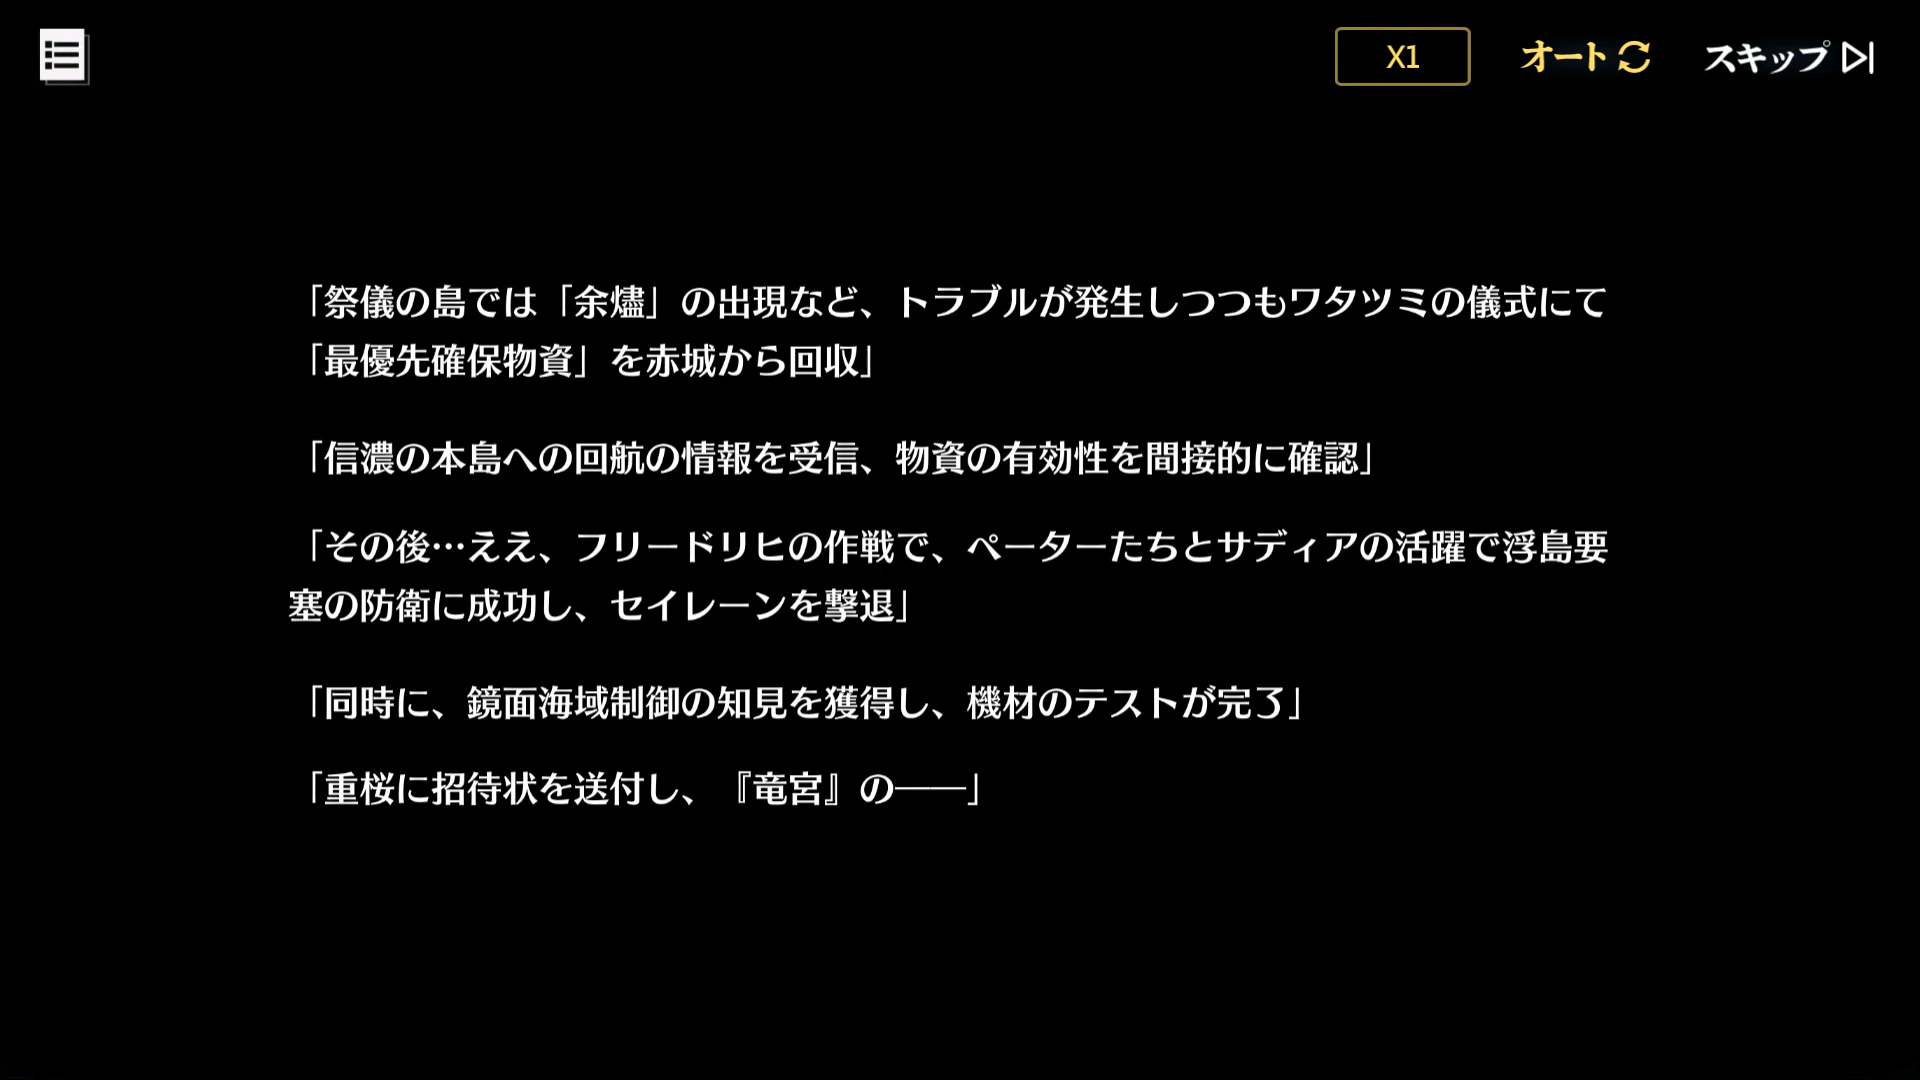 X1
オート
スキップ
「祭儀の島では「余燼」の出現など、トラブルが発生しつつもワタツミの儀式にて
「最優先確保物資」を赤城から回収」
「信濃の本島への回航の情報を受信、物資の有効性を間接的に確認」
「その後…ええ、フリードリヒの作戦で、ペーターたちとサディアの活躍で浮島要
塞の防衛に成功し、セイレーンを撃退」
「同時に、鏡面海域制御の知見を獲得し、機材のテストが完了」
「重桜に招待状を送付し、『竜宮』の――」